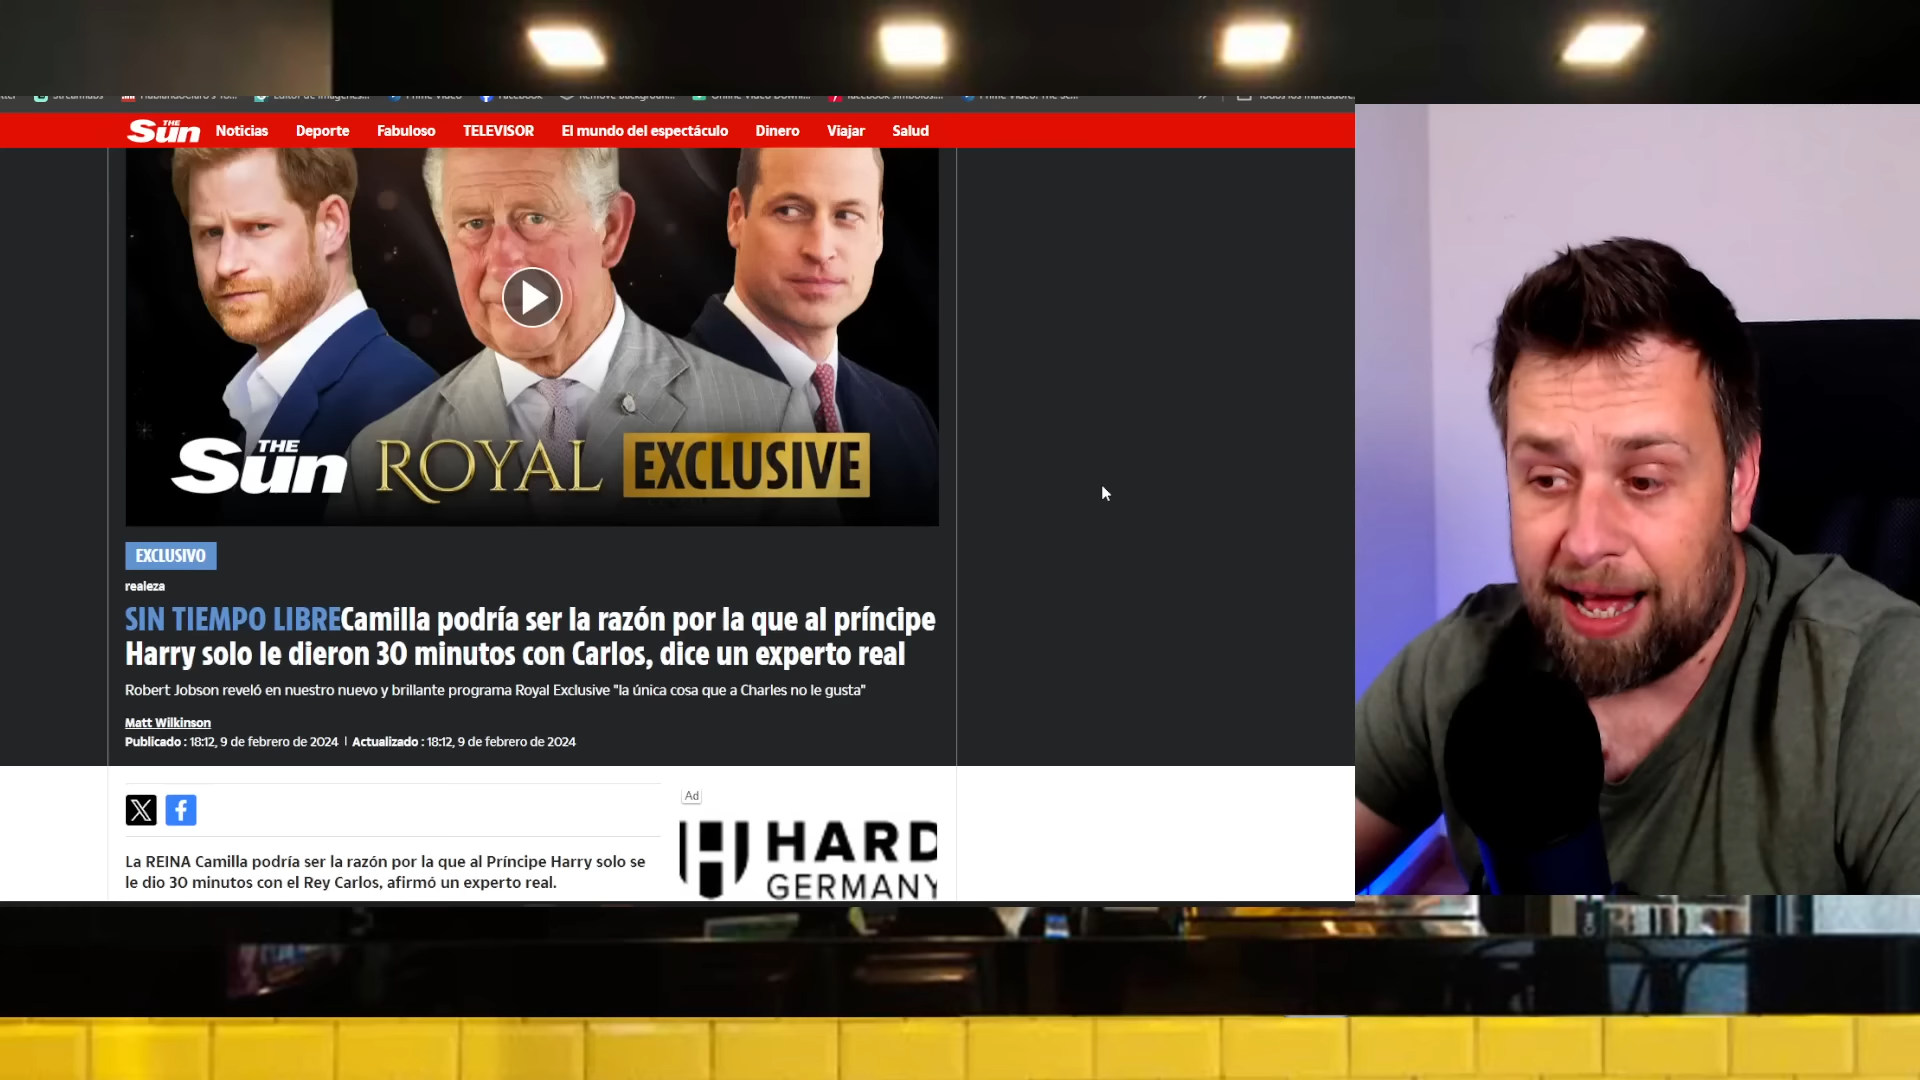 THE Sun Noticias Deporte Fabuloso TELEVISOR El mundo del espectáculo Dinero Viajar Salud
THE Sun ROYAL EXCLUSIVE
EXCLUSIVO
realeza
SIN TIEMPO LIBRECamilla podría ser la razón por la que al príncipe
Harry solo le dieron 30 minutos con Carlos, dice un experto real
Robert Jobson reveló en nuestro nuevo y brillante programa Royal Exclusive "la única cosa que a Charles no le gusta"
Matt Wilkinson
Publicado : 18:12, 9 de febrero de 2024 | Actualizado : 18:12, 9 de febrero de 2024
Ad
HARD
GERMANY
La REINA Camilla podría ser la razón por la que al Príncipe Harry solo se
le dio 30 minutos con el Rey Carlos, afirmó un experto real.